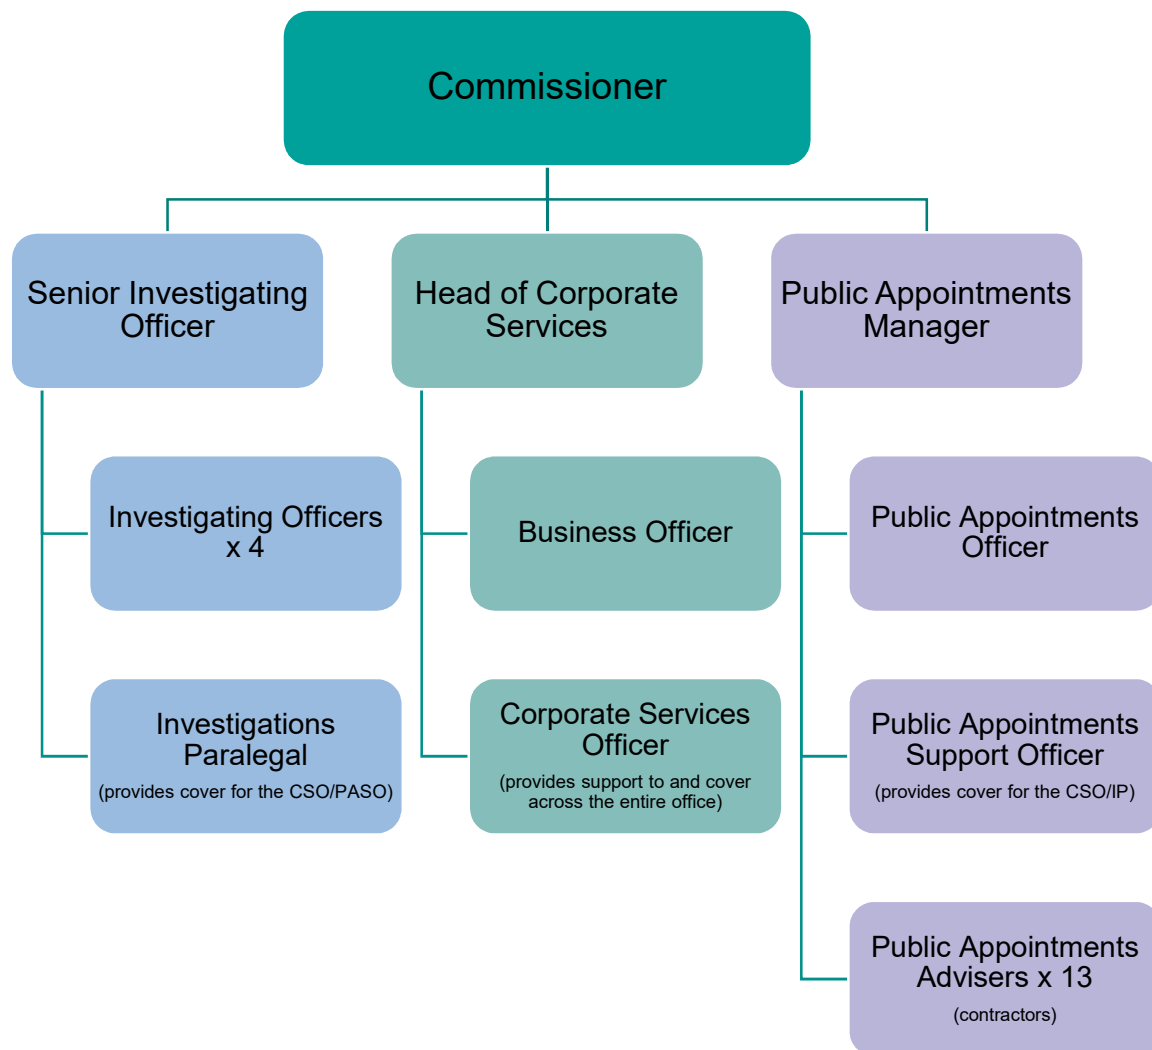 Commissioner
Senior Investigating
Officer
Head of Corporate
Services
Public Appointments
Manager
Investigating Officers
x 4
Business Officer
Public Appointments
Officer
Investigations
Paralegal
(provides cover for the CSO/PASO)
Corporate Services
Officer
(provides support to and cover
across the entire office)
Public Appointments
Support Officer
(provides cover for the CSO/IP)
Public Appointments
Advisers x 13
(contractors)